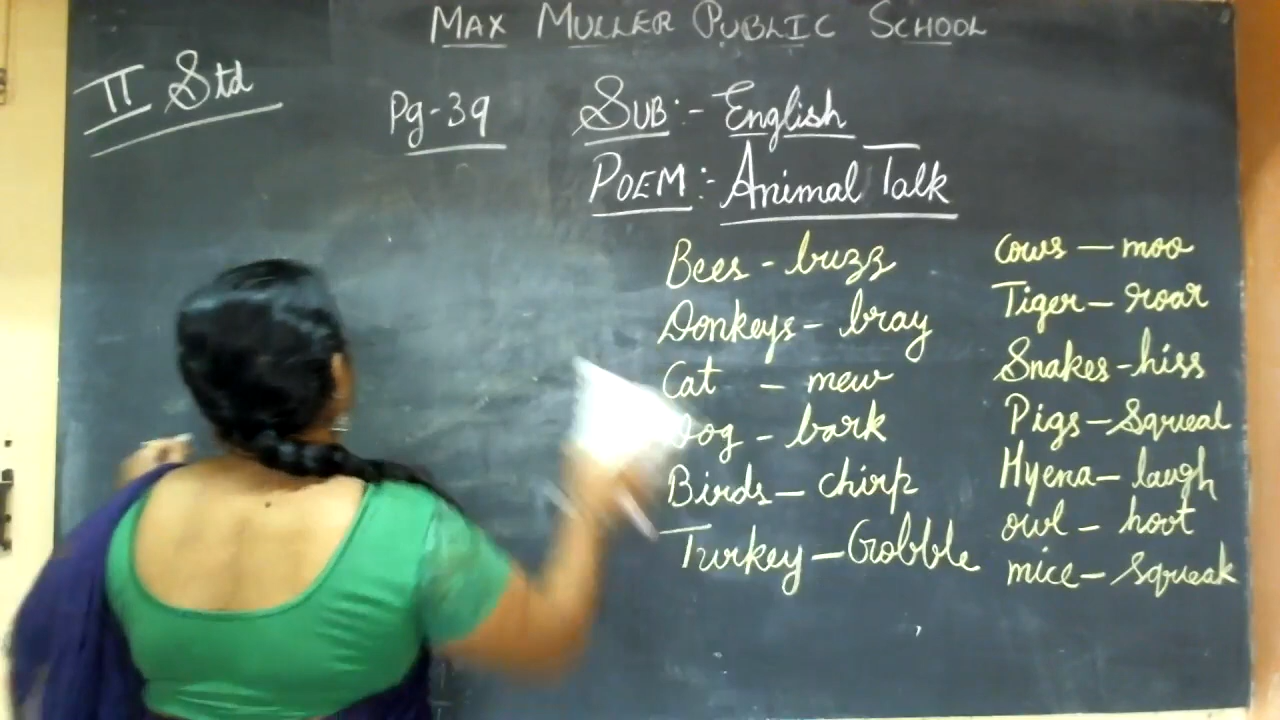 MAX MULLER PUBLIC SCHOOL
II Std
Pg-39
SUB:- English
POEM:- Animal Talk
Bees - buzz
Donkeys - bray
Cat - mew
Dog - bark
Birds - chirp
Turkey - Gobble
cows - moo
Tiger - roar
Snakes - hiss
Pigs - Squeal
Hyena - laugh
owl - hoot
mice - Squeak